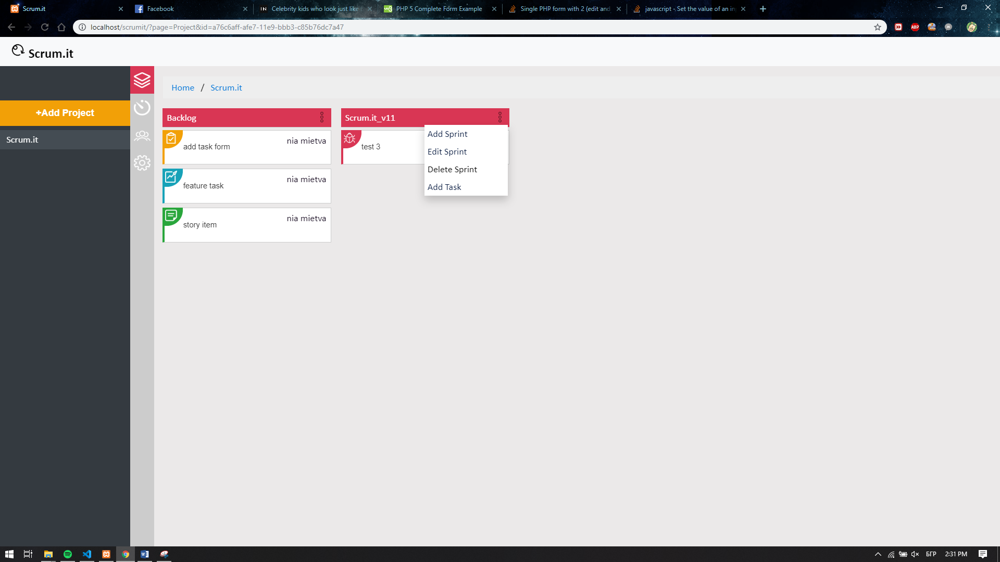 Scrum.it
Facebook
Celebrity kids who look just like
PHP 5 Complete Form Example
Single PHP form with 2 (edit and
javascript - Set the value of an in
localhost/scrumit/?page=Project&id=a76c6aff-afe7-11e9-bbb3-c85b76dc7a47
ABP
Scrum.it
+Add Project
Scrum.it
Home / Scrum.it
Backlog
add task form
nia mietva
feature task
nia mietva
story item
nia mietva
Scrum.it_v11
test 3
Add Sprint
Edit Sprint
Delete Sprint
Add Task
БГР
2:31 PM